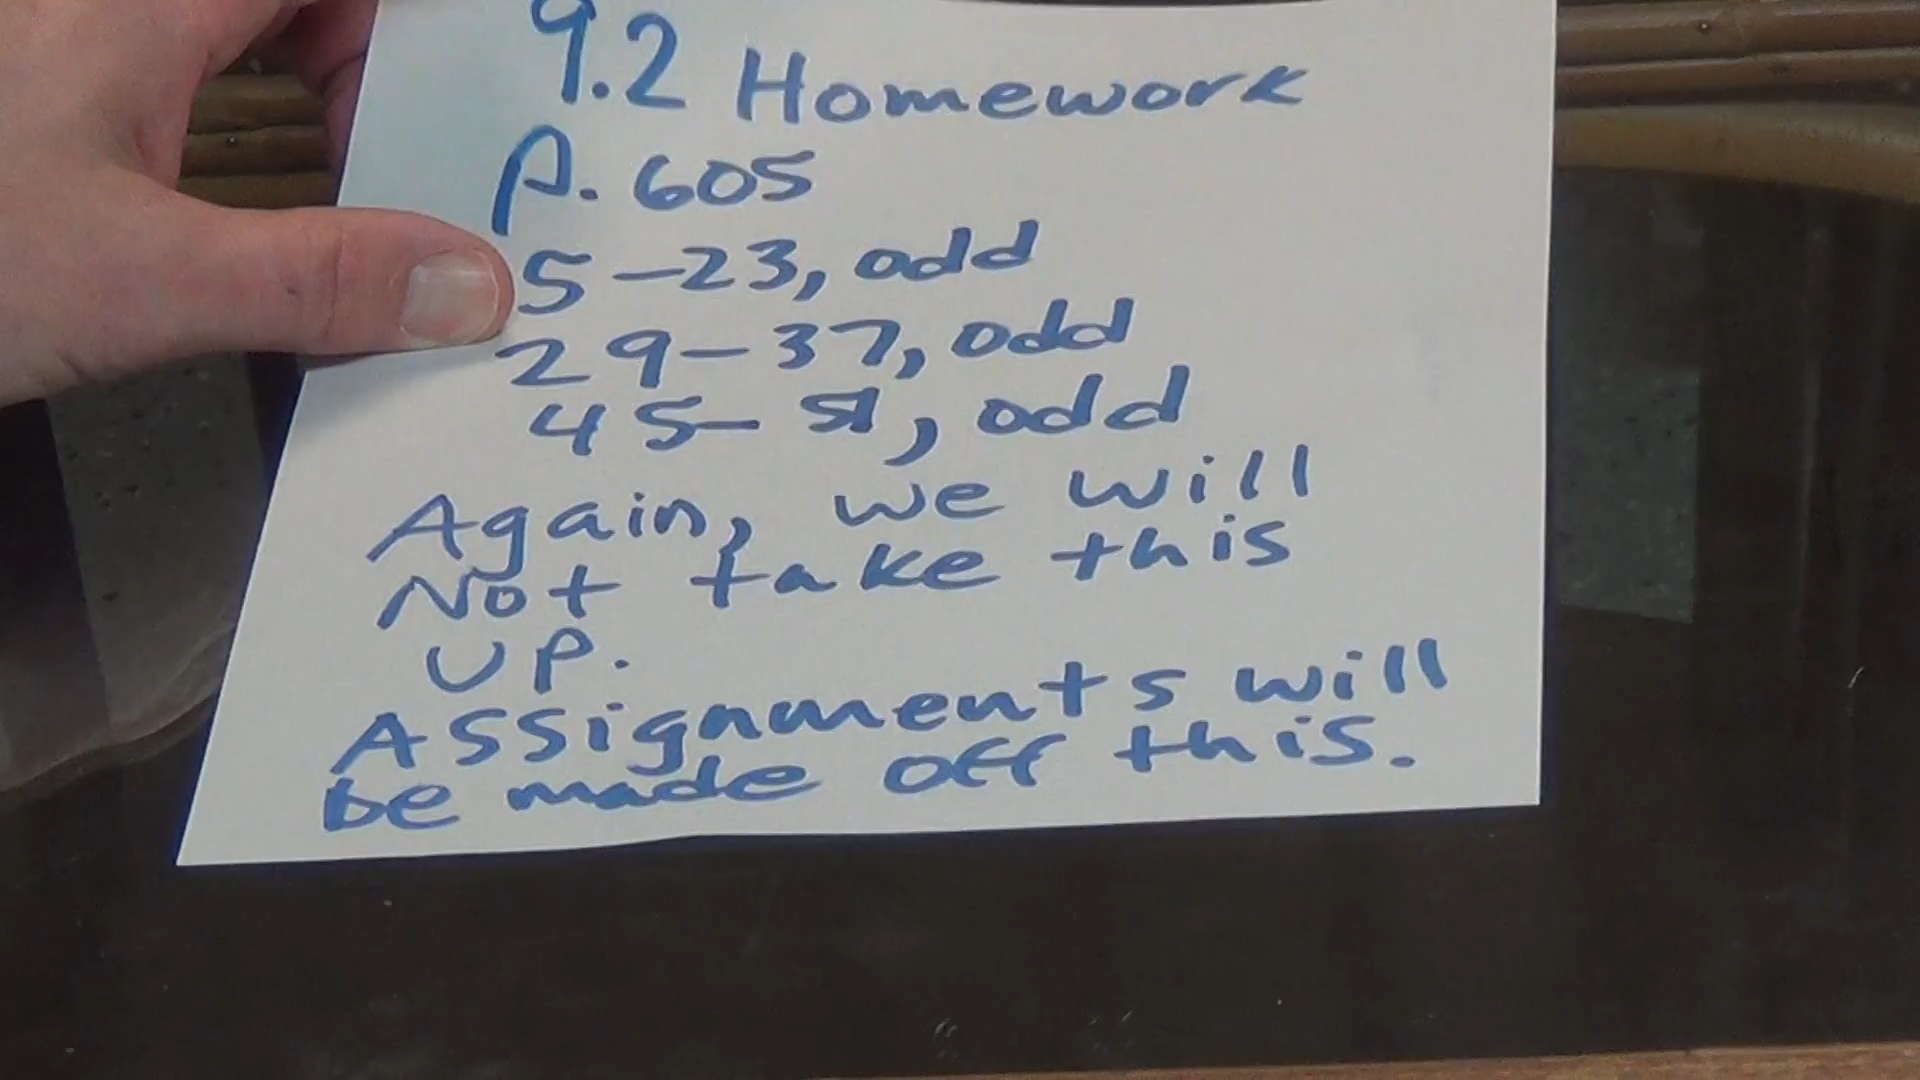 9.2 Homework
p. 605
5-23, odd
29-37, odd
45-51, odd
Again, we will
Not take this
UP.
Assignments will
be made off this.